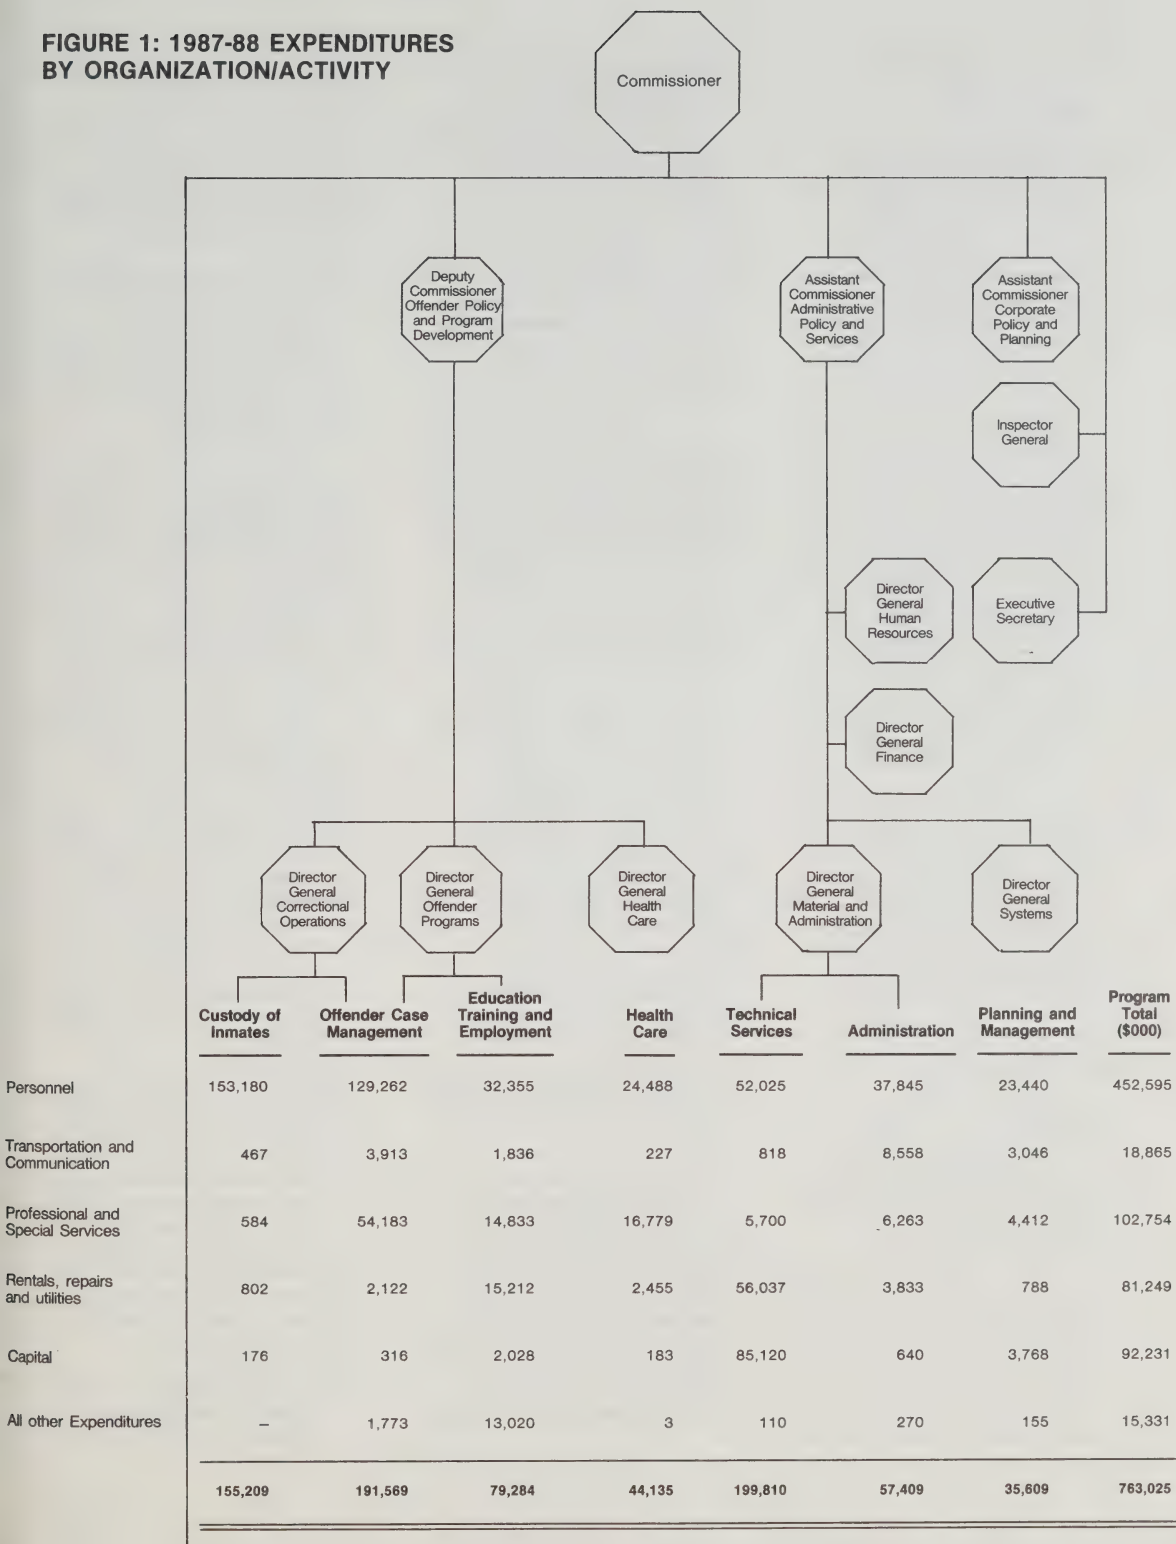 FIGURE 1: 1987-88 EXPENDITURES
BY ORGANIZATION/ACTIVITY
Commissioner
Deputy
Commissioner
Offender Policy
and Program
Development
Assistant
Commissioner
Administrative
Policy and
Services
Assistant
Commissioner
Corporate
Policy and
Planning
Inspector
General
Director
General
Human
Resources
Executive
Secretary
Director
General
Finance
Director
General
Correctional
Operations
Director
General
Offender
Programs
Director
General
Health
Care
Director
General
Material and
Administration
Director
General
Systems
Custody of
Inmates
Offender Case
Management
Education
Training and
Employment
Health
Care
Technical
Services
Administration
Planning and
Management
Program
Total
($000)
Personnel 153,180 129,262 32,355 24,488 52,025 37,845 23,440 452,595
Transportation and
Communication 467 3,913 1,836 227 818 8,558 3,046 18,865
Professional and
Special Services 584 54,183 14,833 16,779 5,700 6,263 4,412 102,754
Rentals, repairs
and utilities 802 2,122 15,212 2,455 56,037 3,833 788 81,249
Capital 176 316 2,028 183 85,120 640 3,768 92,231
All other Expenditures – 1,773 13,020 3 110 270 155 15,331
155,209 191,569 79,284 44,135 199,810 57,409 35,609 763,025